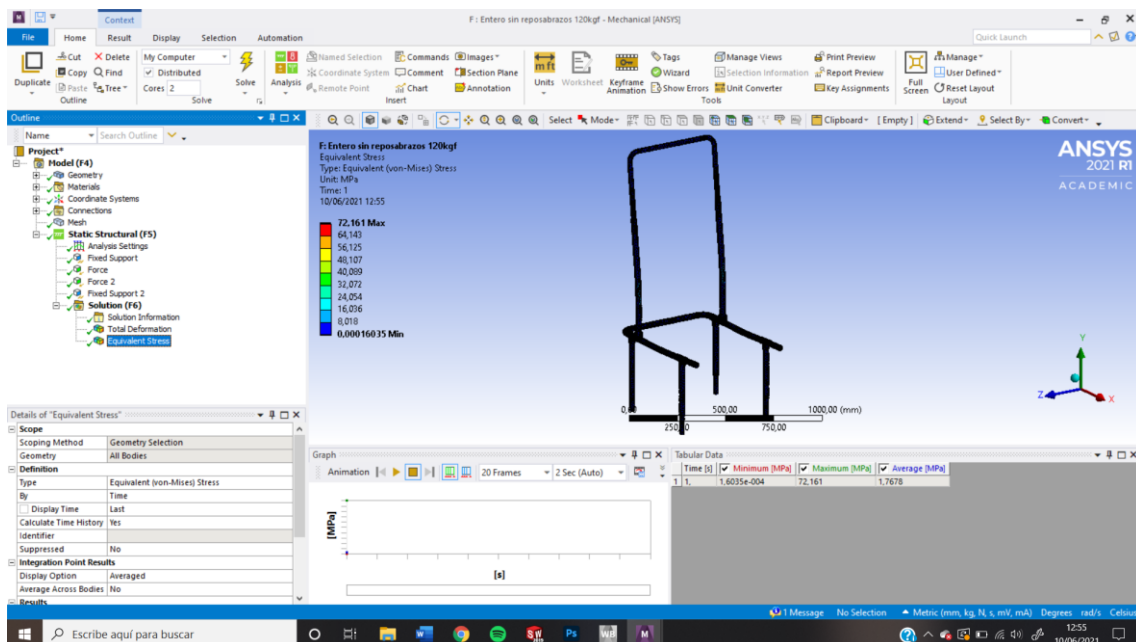 F : Entero sin reposabrazos 120kgf - Mechanical [ANSYS]
Context
File Home Result Display Selection Automation
Quick Launch
Duplicate
Cut
Copy
Paste
Delete
Find
Tree
Outline
My Computer
Distributed
Cores 2
Solve
Solve
Analysis
Named Selection
Coordinate System
Remote Point
Commands
Comment
Chart
Images
Section Plane
Annotation
Insert
Units
Worksheet
Keyframe
Animation
Tags
Wizard
Show Errors
Manage Views
Selection Information
Unit Converter
Print Preview
Report Preview
Key Assignments
Tools
Full
Screen
Manage
User Defined
Reset Layout
Layout
Outline
Select Mode Clipboard [ Empty ] Extend Select By Convert
Name Search Outline
Project*
Model (F4)
Geometry
Materials
Coordinate Systems
Connections
Mesh
Static Structural (F5)
Analysis Settings
Fixed Support
Force
Force 2
Fixed Support 2
Solution (F6)
Solution Information
Total Deformation
Equivalent Stress
F: Entero sin reposabrazos 120kgf
Equivalent Stress
Type: Equivalent (von-Mises) Stress
Unit: MPa
Time: 1
10/06/2021 12:55
72,161 Max
64,143
56,125
48,107
40,089
32,072
24,054
16,036
8,018
0,00016035 Min
ANSYS
2021 R1
ACADEMIC
Y
Z
X
500,00 1000,00 (mm)
750,00
Details of "Equivalent Stress"
Scope
Scoping Method Geometry Selection
Geometry All Bodies
Definition
Type Equivalent (von-Mises) Stress
By Time
Display Time Last
Calculate Time History Yes
Identifier
Suppressed No
Integration Point Results
Display Option Averaged
Average Across Bodies No
Results
Graph
Animation 20 Frames 2 Sec (Auto)
[MPa]
[s]
Tabular Data
Time [s] Minimum [MPa] Maximum [MPa] Average [MPa]
1 1, 1,6035e-004 72,161 1,7678
1 Message No Selection Metric (mm, kg, N, s, mV, mA) Degrees rad/s Celsius
Escribe aquí para buscar
12:55
10/06/2021